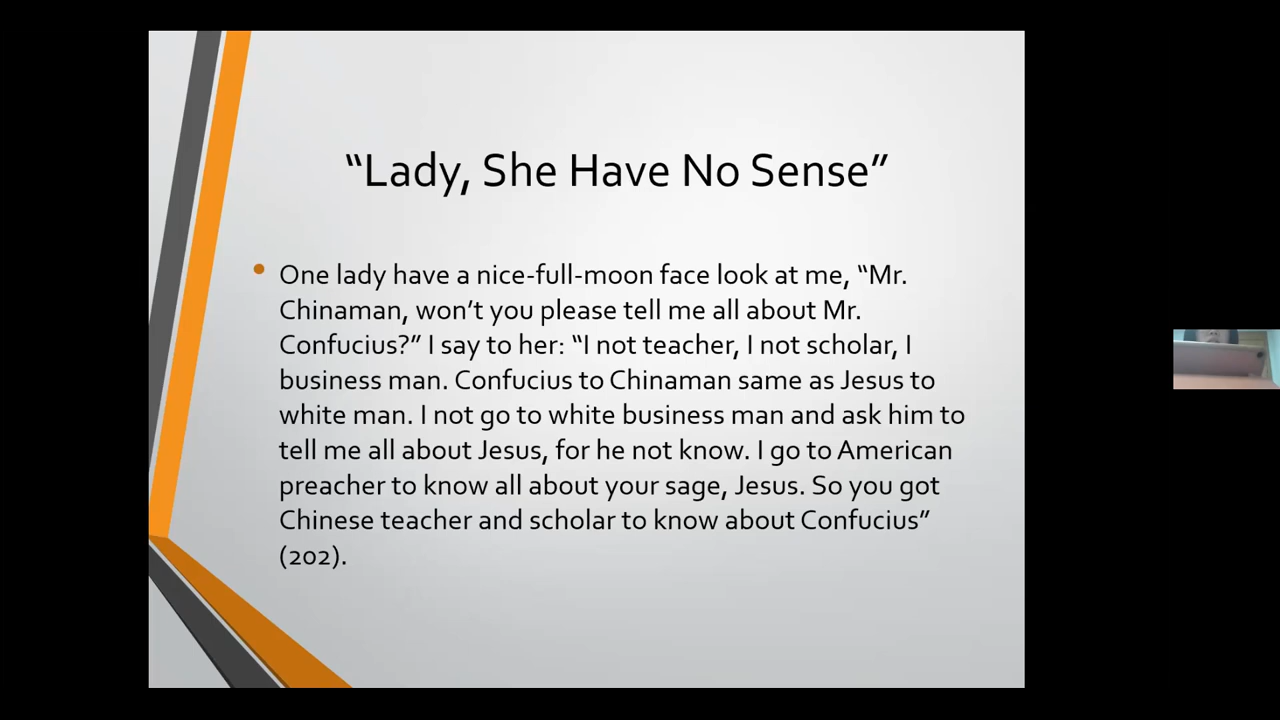 “Lady, She Have No Sense”
• One lady have a nice-full-moon face look at me, “Mr.
Chinaman, won’t you please tell me all about Mr.
Confucius?” I say to her: “I not teacher, I not scholar, I
business man. Confucius to Chinaman same as Jesus to
white man. I not go to white business man and ask him to
tell me all about Jesus, for he not know. I go to American
preacher to know all about your sage, Jesus. So you got
Chinese teacher and scholar to know about Confucius”
(202).